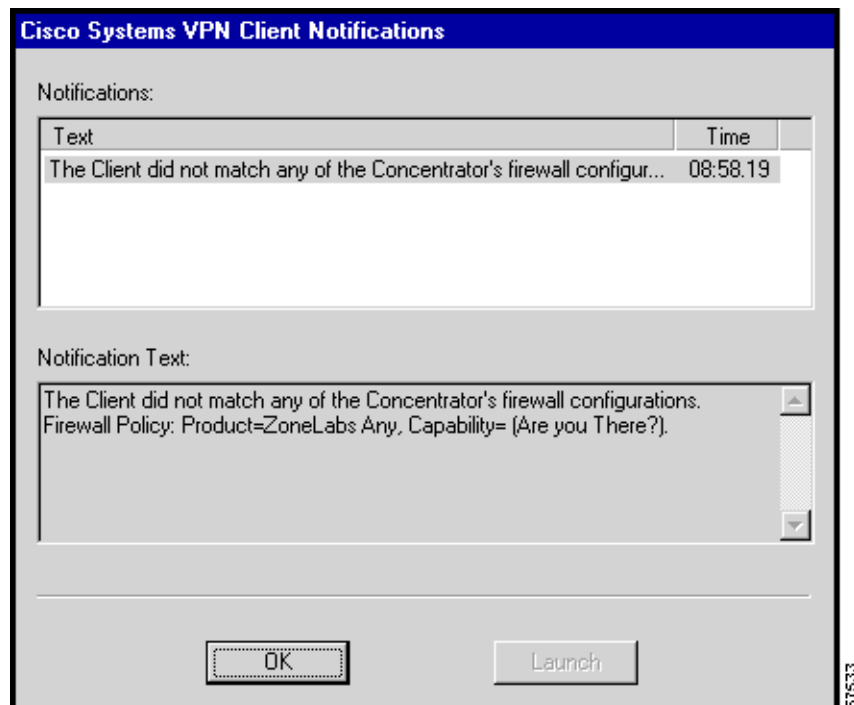 Cisco Systems VPN Client Notifications
Notifications:
Text Time
The Client did not match any of the Concentrator's firewall configur... 08:58.19
Notification Text:
The Client did not match any of the Concentrator's firewall configurations.
Firewall Policy: Product=ZoneLabs Any, Capability= (Are you There?).
OK Launch